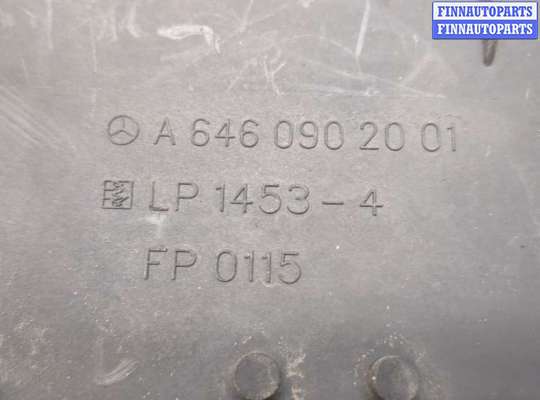 FINNAUTOPARTS
FINNAUTOPARTS
A 646 090 20 01
LP 1453-4
FP 0115